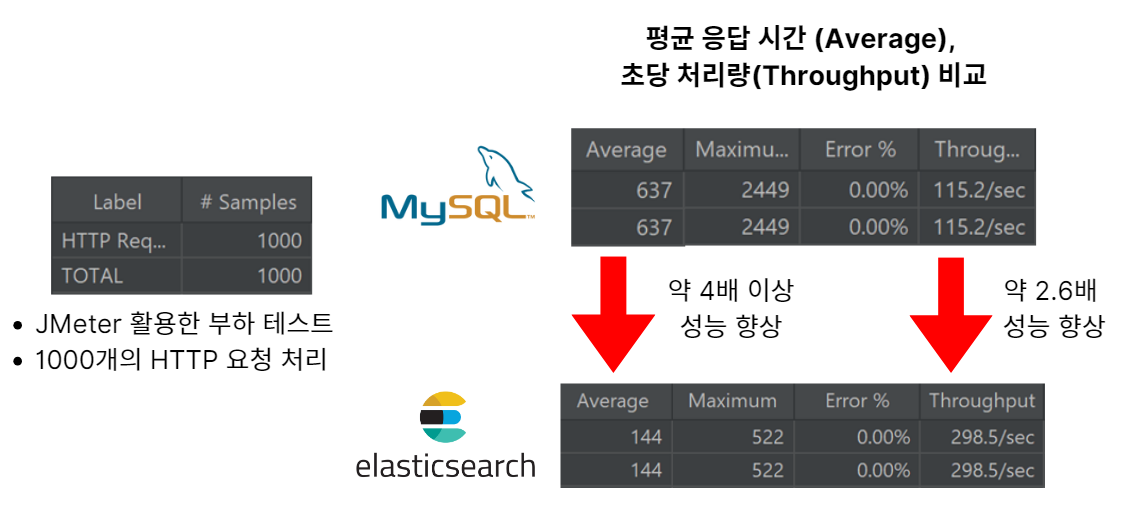 평균 응답 시간 (Average),
초당 처리량(Throughput) 비교
Label # Samples
HTTP Req... 1000
TOTAL 1000
• JMeter 활용한 부하 테스트
• 1000개의 HTTP 요청 처리
MySQL™
Average Maximu... Error % Throug...
637 2449 0.00% 115.2/sec
637 2449 0.00% 115.2/sec
약 4배 이상
성능 향상
약 2.6배
성능 향상
elasticsearch
Average Maximum Error % Throughput
144 522 0.00% 298.5/sec
144 522 0.00% 298.5/sec